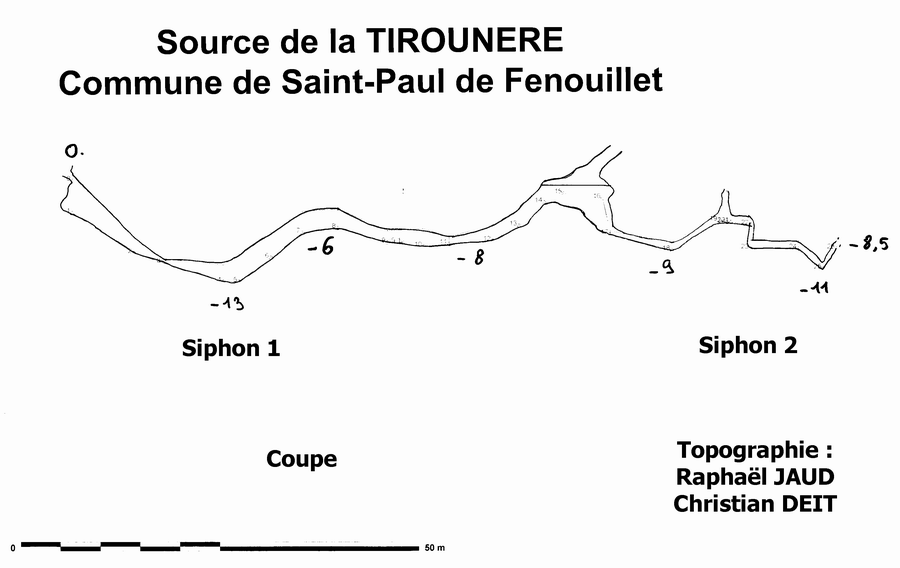 Source de la TIROUNERE
Commune de Saint-Paul de Fenouillet
0.
-6
-8
-13
-9
-8,5
-11
Siphon 1
Siphon 2
Coupe
Topographie :
Raphaël JAUD
Christian DEIT
0
50 m